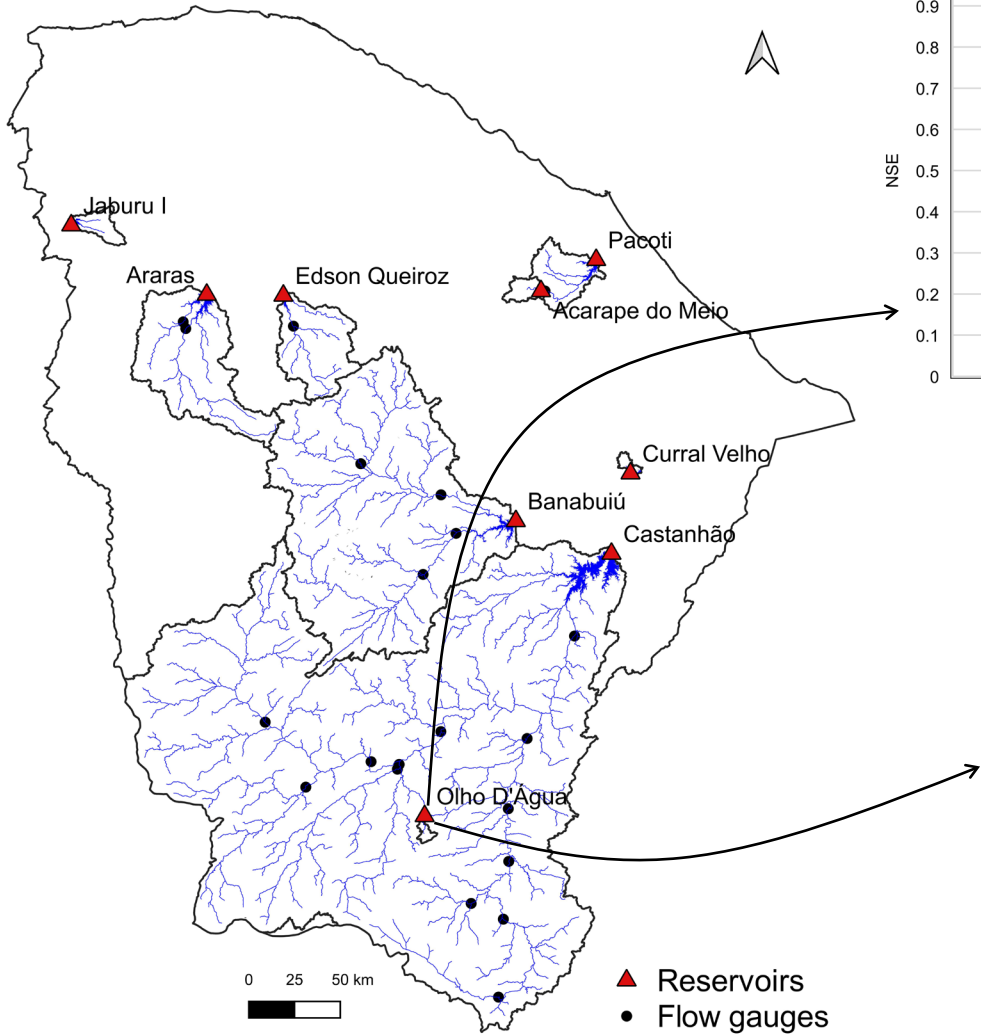 0.9
0.8
0.7
0.6
0.5
0.4
0.3
0.2
0.1
0
NSE
Jaburu I
Pacoti
Araras
Edson Queiroz
Acarape do Meio
Curral Velho
Banabuiú
Castanhão
Olho D'Água
0 25 50 km
Reservoirs
Flow gauges